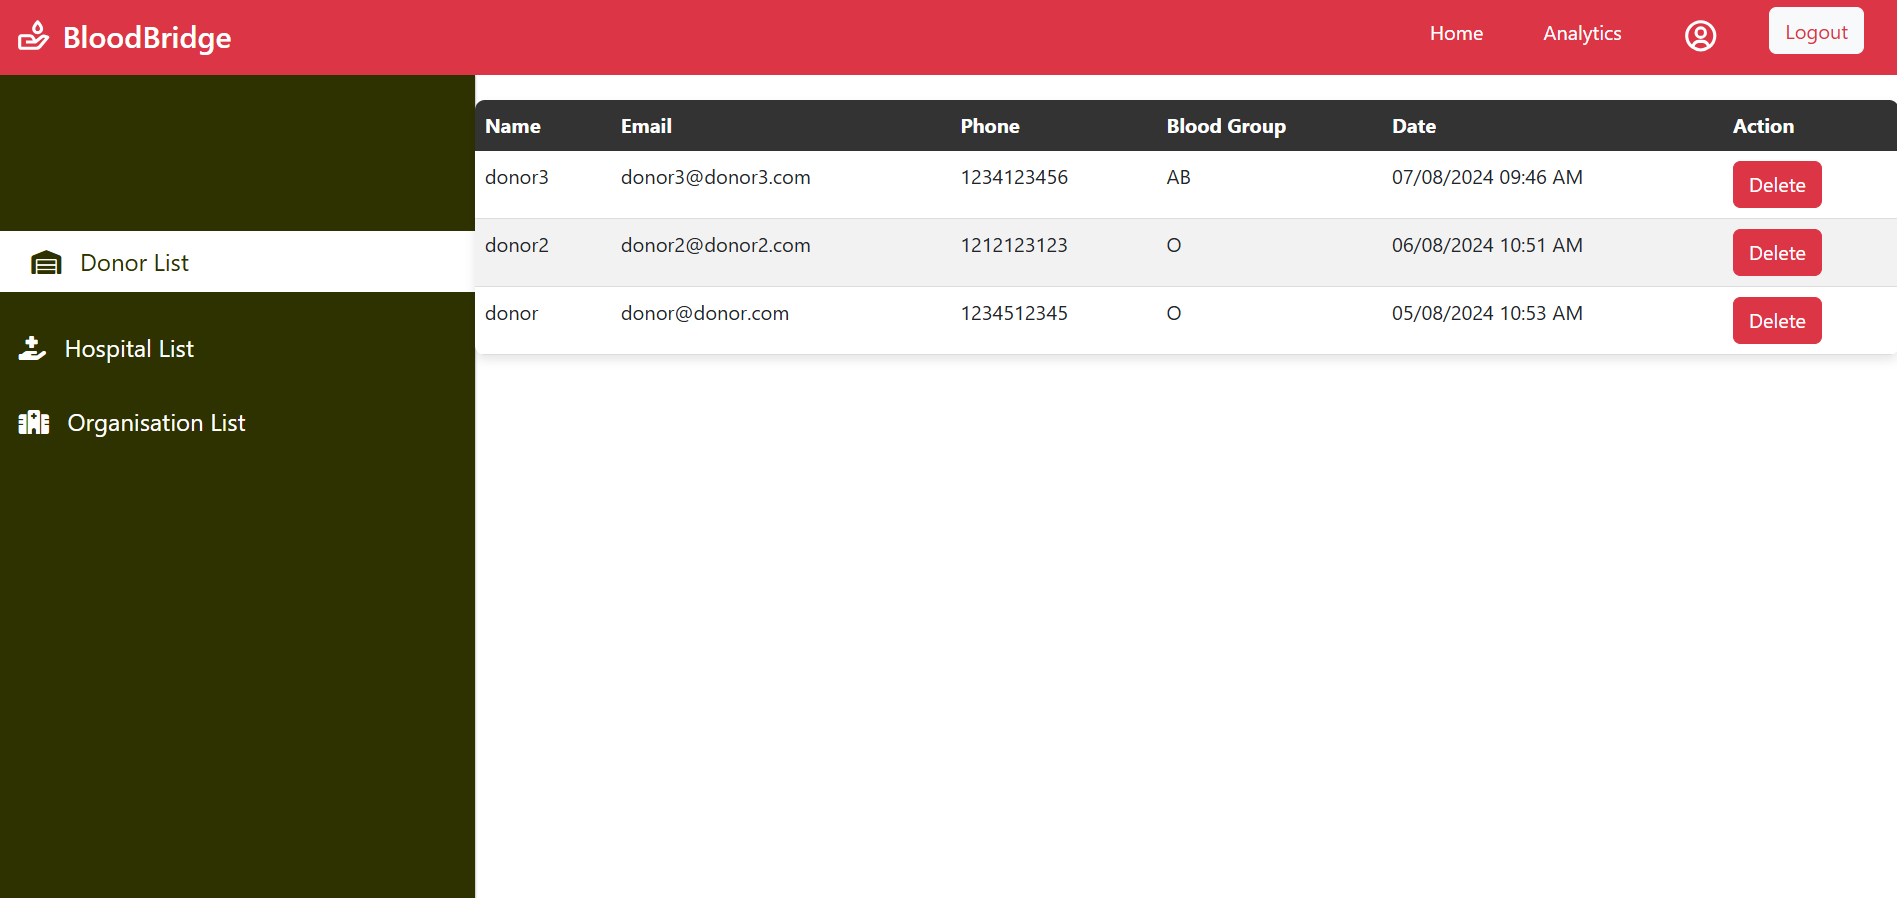 BloodBridge
Home Analytics Logout
Donor List
Hospital List
Organisation List
Name Email Phone Blood Group Date Action
donor3 donor3@donor3.com 1234123456 AB 07/08/2024 09:46 AM Delete
donor2 donor2@donor2.com 1212123123 O 06/08/2024 10:51 AM Delete
donor donor@donor.com 1234512345 O 05/08/2024 10:53 AM Delete